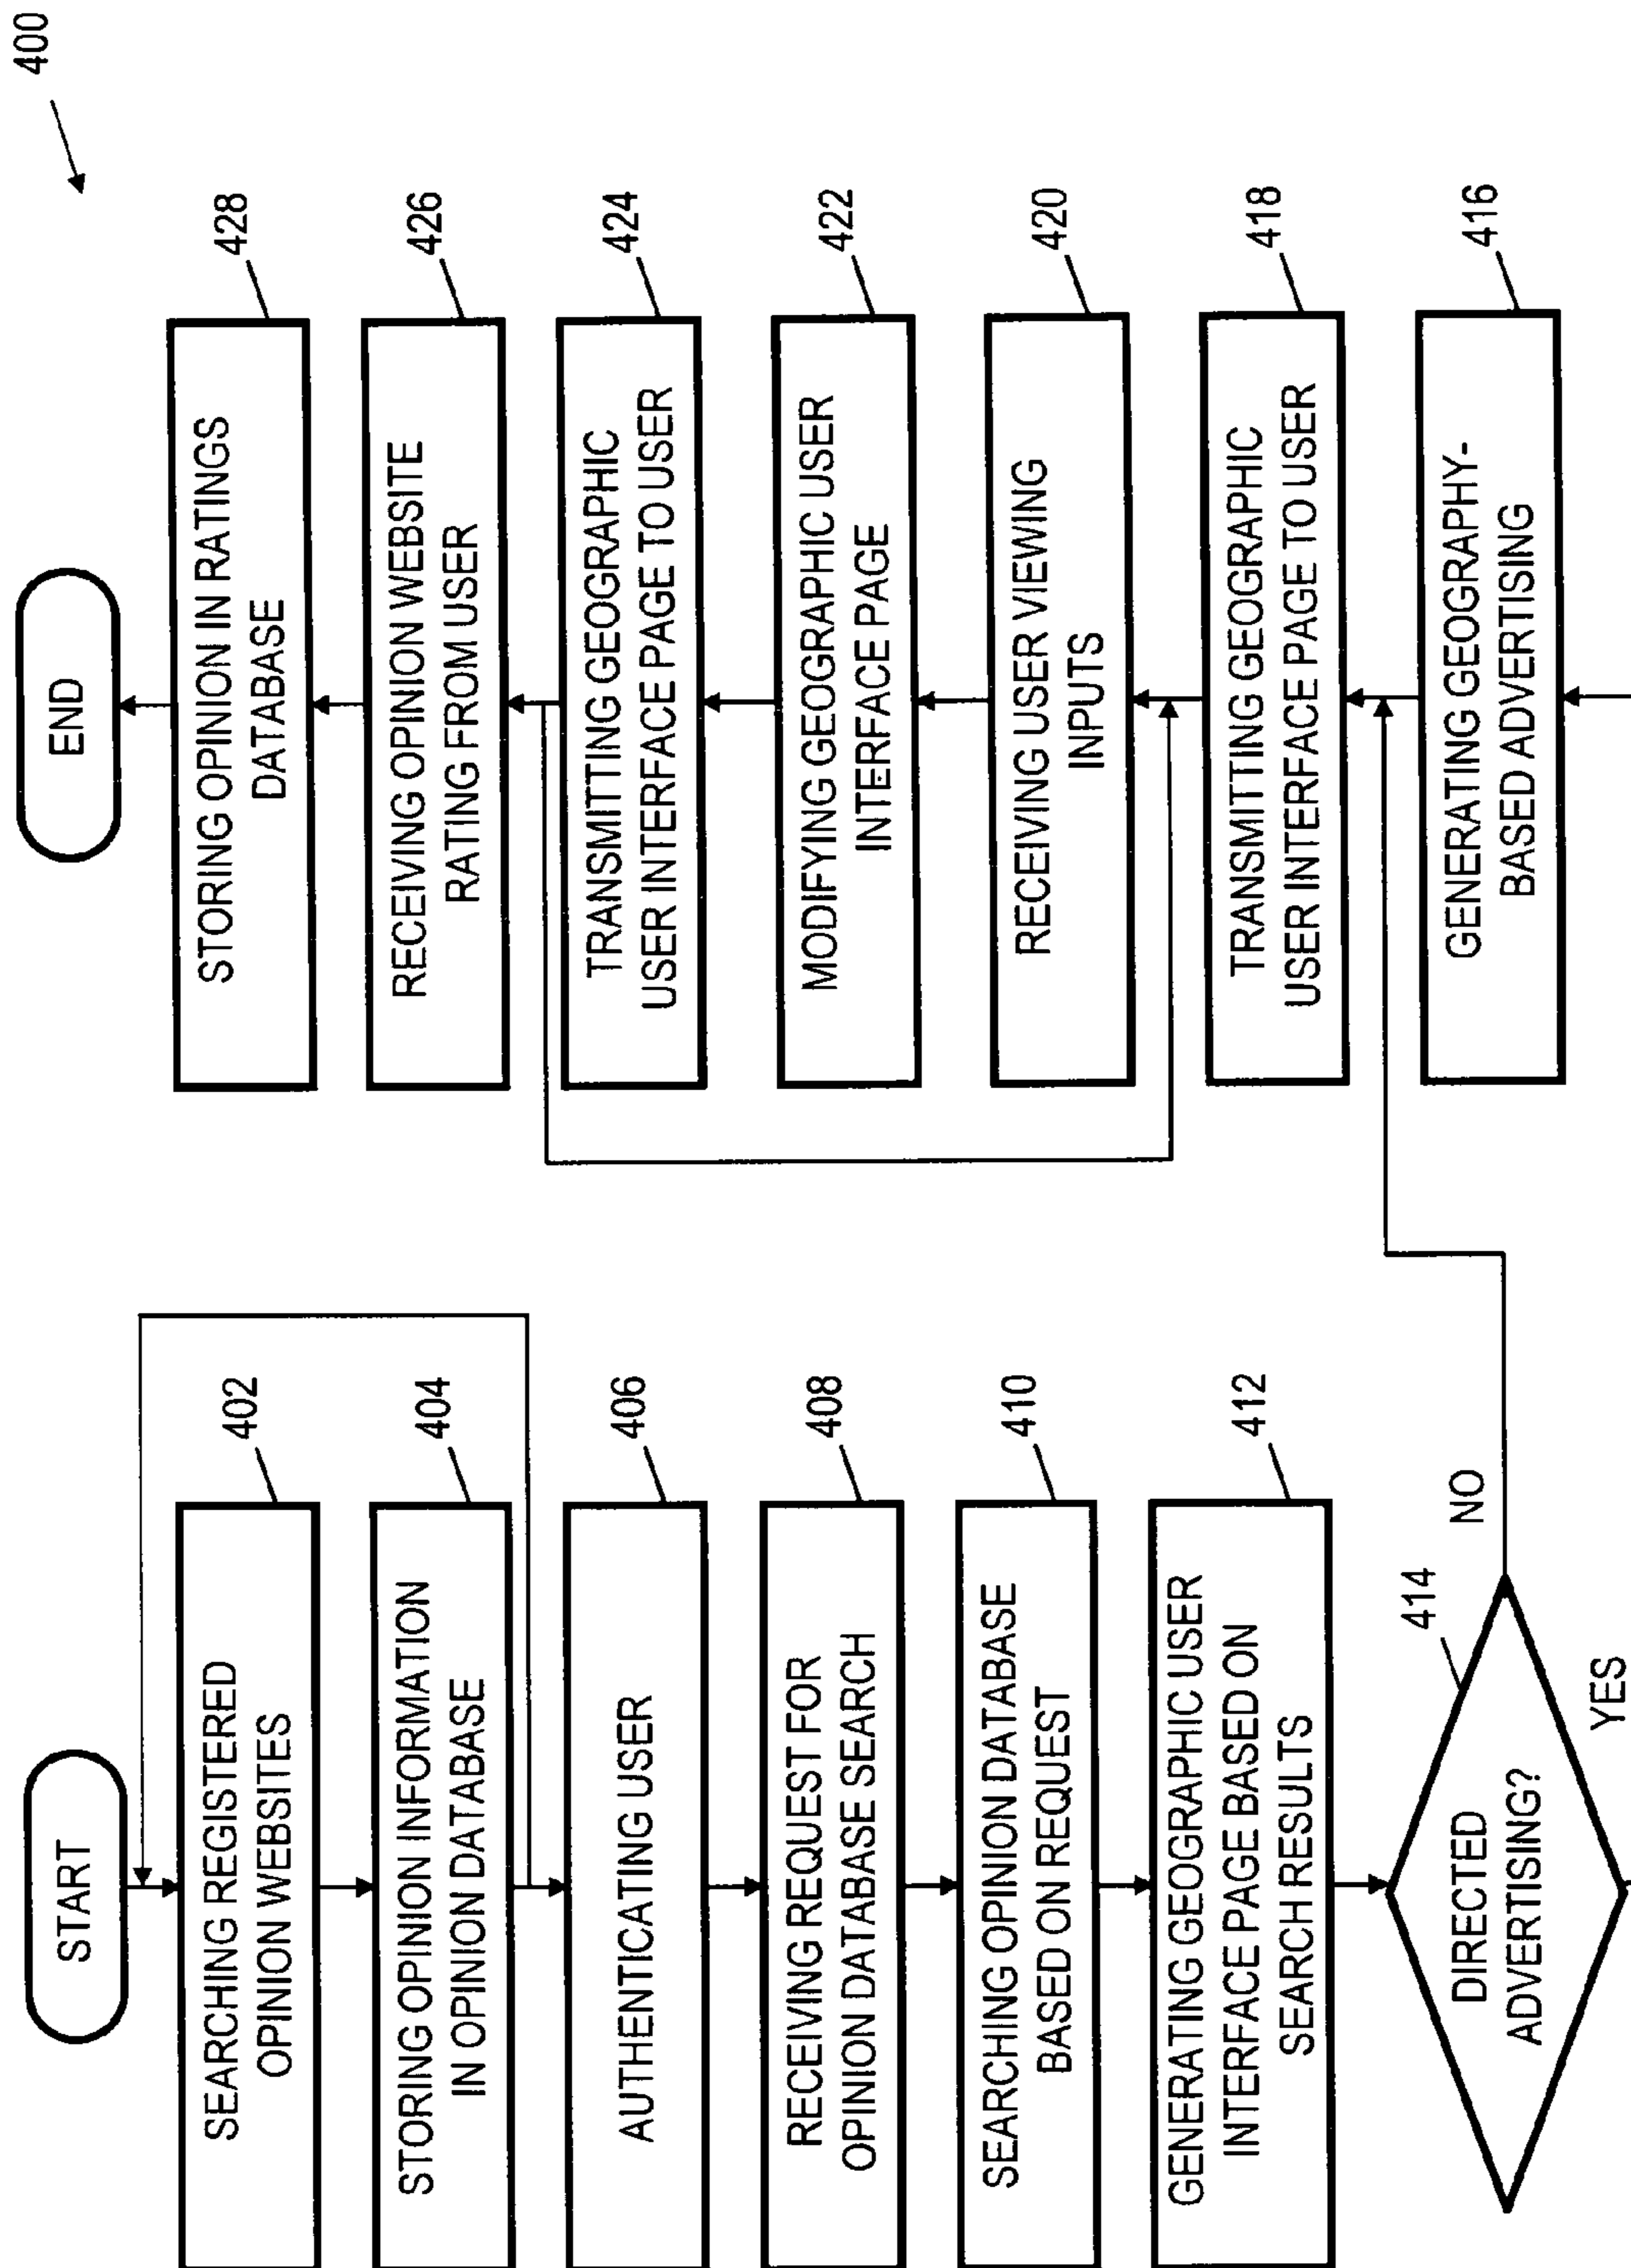 400
START
SEARCHING REGISTERED
OPINION WEBSITES
402
STORING OPINION INFORMATION
IN OPINION DATABASE
404
AUTHENTICATING USER
406
RECEIVING REQUEST FOR
OPINION DATABASE SEARCH
408
SEARCHING OPINION DATABASE
BASED ON REQUEST
410
GENERATING GEOGRAPHIC USER
INTERFACE PAGE BASED ON
SEARCH RESULTS
412
DIRECTED
ADVERTISING?
414
NO
YES
GENERATING GEOGRAPHY-
BASED ADVERTISING
416
TRANSMITTING GEOGRAPHIC
USER INTERFACE PAGE TO USER
418
RECEIVING USER VIEWING
INPUTS
420
MODIFYING GEOGRAPHIC USER
INTERFACE PAGE
422
TRANSMITTING GEOGRAPHIC
USER INTERFACE PAGE TO USER
424
RECEIVING OPINION WEBSITE
RATING FROM USER
426
STORING OPINION IN RATINGS
DATABASE
428
END